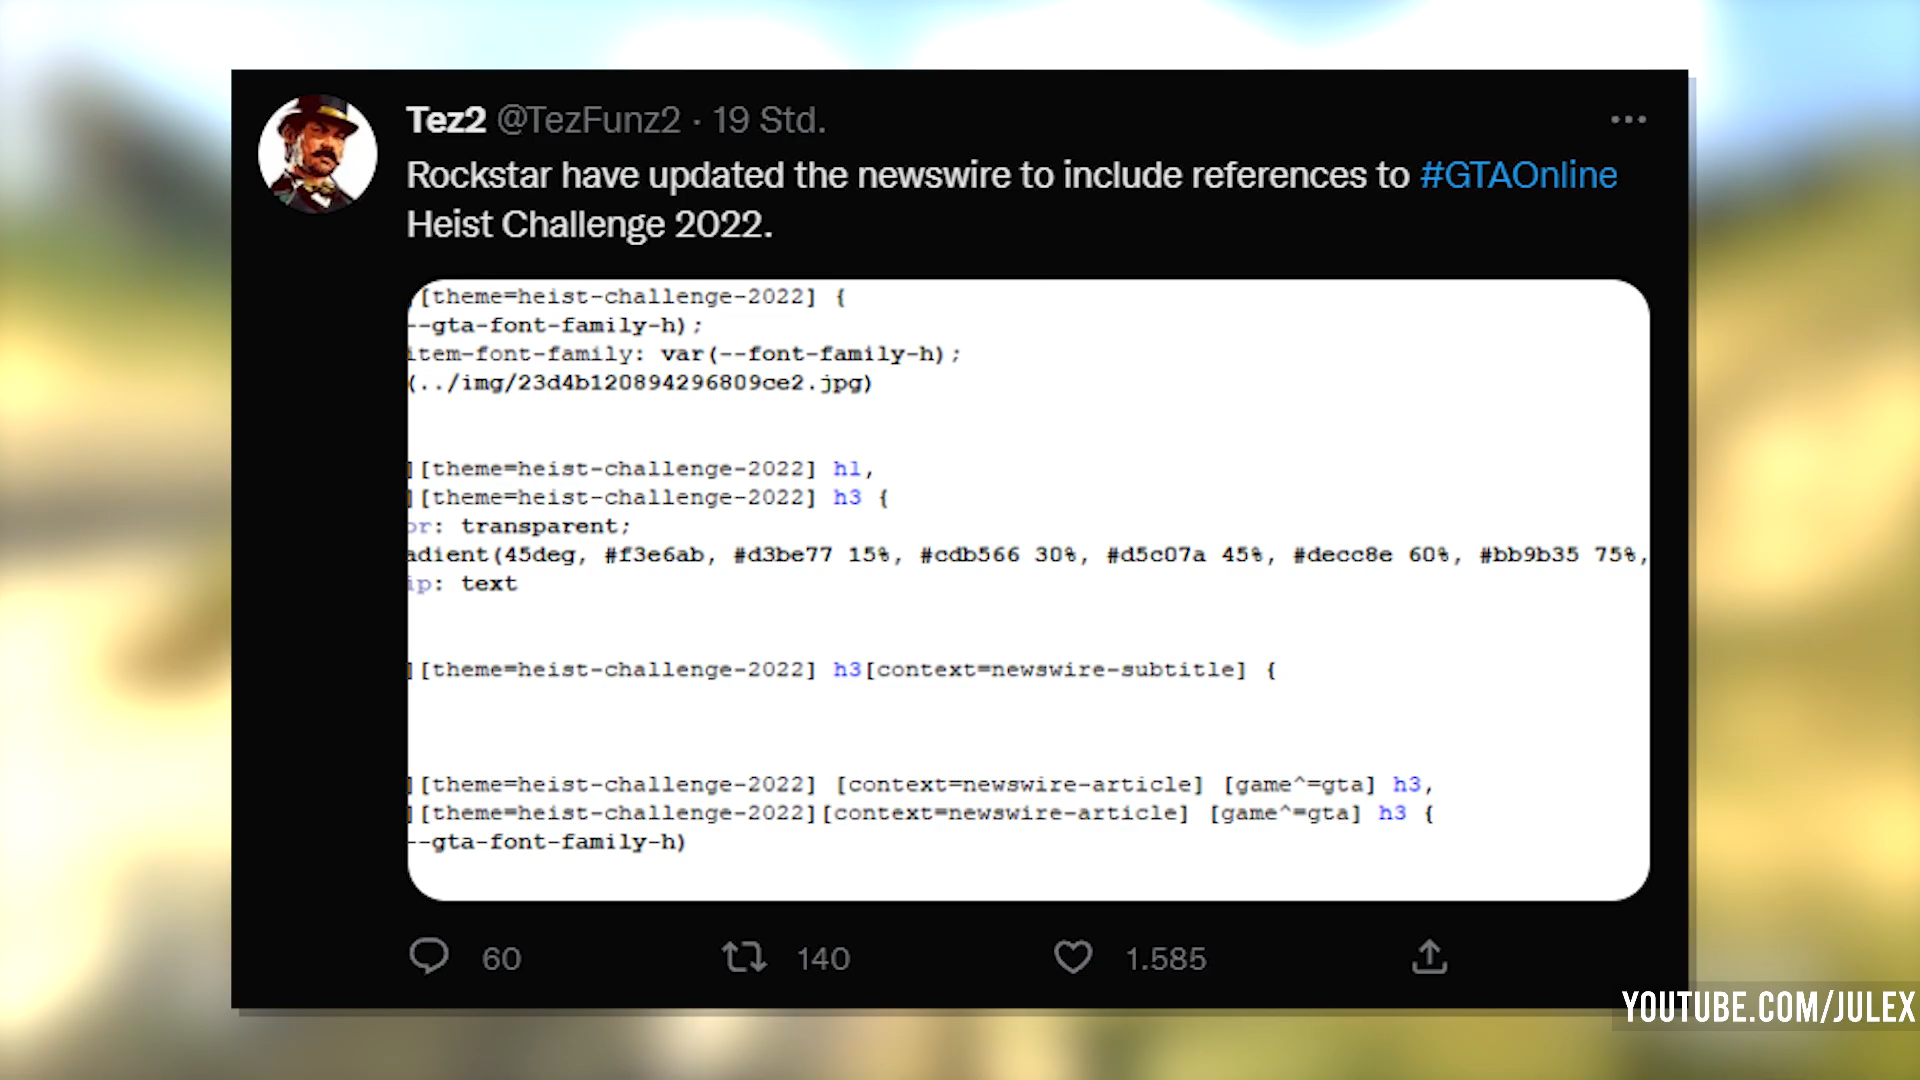 Tez2 @TezFunz2 · 19 Std.
Rockstar have updated the newswire to include references to #GTAOnline
Heist Challenge 2022.
[theme=heist-challenge-2022] {
--gta-font-family-h);
item-font-family: var(--font-family-h);
(../img/23d4b120894296809ce2.jpg)
][theme=heist-challenge-2022] h1,
][theme=heist-challenge-2022] h3 {
or: transparent;
adient(45deg, #f3e6ab, #d3be77 15%, #cdb566 30%, #d5c07a 45%, #decc8e 60%, #bb9b35 75%,
ip: text
][theme=heist-challenge-2022] h3[context=newswire-subtitle] {
][theme=heist-challenge-2022] [context=newswire-article] [game^=gta] h3,
][theme=heist-challenge-2022][context=newswire-article] [game^=gta] h3 {
--gta-font-family-h)
60 140 1.585
YOUTUBE.COM/JULEX